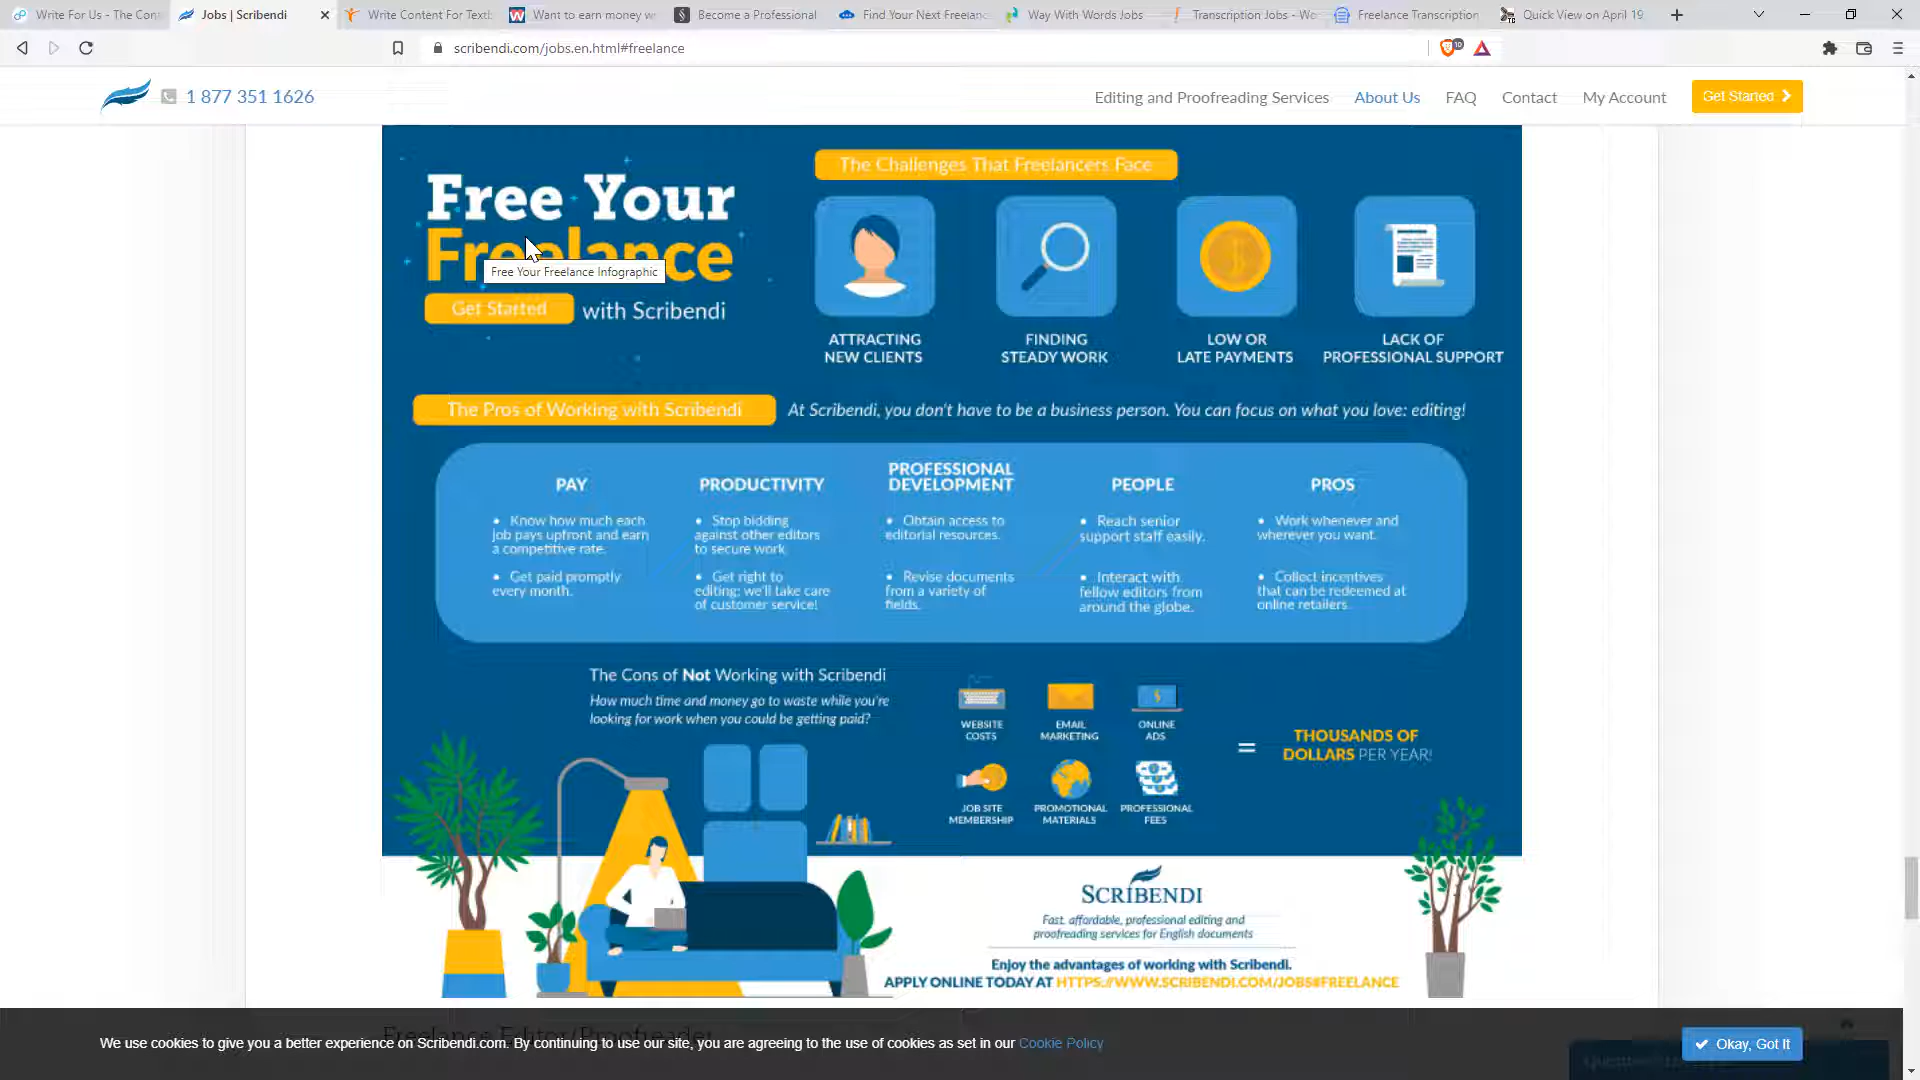 Write For Us - The Cont
Jobs | Scribendi
Write Content For Textb
Want to earn money w
Become a Professional
Find Your Next Freelanc
Way With Words Jobs
Transcription Jobs - Wo
Freelance Transcription
Quick View on April 19
scribendi.com/jobs.en.html#freelance
10
1 877 351 1626
Editing and Proofreading Services
About Us
FAQ
Contact
My Account
Get Started
Free Your
Freelance
Free Your Freelance Infographic
Get Started with Scribendi
The Challenges That Freelancers Face
ATTRACTING
NEW CLIENTS
FINDING
STEADY WORK
LOW OR
LATE PAYMENTS
LACK OF
PROFESSIONAL SUPPORT
The Pros of Working with Scribendi
At Scribendi, you don't have to be a business person. You can focus on what you love: editing!
PAY
• Know how much each
job pays upfront and earn
a competitive rate.
• Get paid promptly
every month.
PRODUCTIVITY
• Stop bidding
against other editors
to secure work.
• Get right to
editing; we'll take care
of customer service!
PROFESSIONAL
DEVELOPMENT
• Obtain access to
editorial resources.
• Revise documents
from a variety of
fields.
PEOPLE
• Reach senior
support staff easily.
• Interact with
fellow editors from
around the globe.
PROS
• Work whenever and
wherever you want.
• Collect incentives
that can be redeemed at
online retailers.
The Cons of Not Working with Scribendi
How much time and money go to waste while you're
looking for work when you could be getting paid?
WEBSITE
COSTS
EMAIL
MARKETING
ONLINE
ADS
JOB SITE
MEMBERSHIP
PROMOTIONAL
MATERIALS
PROFESSIONAL
FEES
=
THOUSANDS OF
DOLLARS PER YEAR!
SCRIBENDI
Fast, affordable, professional editing and
proofreading services for English documents
Enjoy the advantages of working with Scribendi.
APPLY ONLINE TODAY AT HTTPS://WWW.SCRIBENDI.COM/JOBS#FREELANCE
Freelance Editor/Proofreader
We use cookies to give you a better experience on Scribendi.com. By continuing to use our site, you are agreeing to the use of cookies as set in our Cookie Policy
Okay, Got It